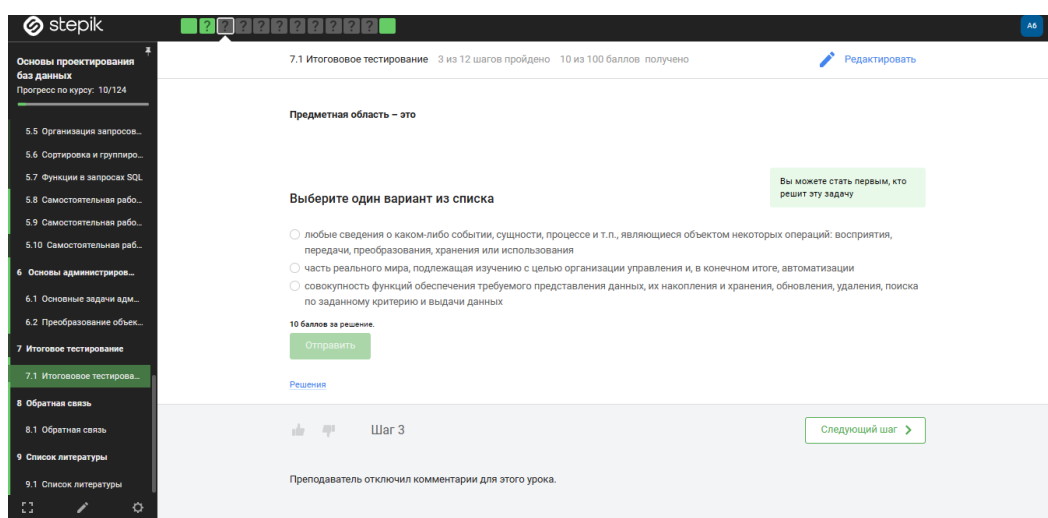 stepik
? ? ? ? ? ? ? ? ? ? ?
A6
Основы проектирования
баз данных
Прогресс по курсу: 10/124
5.5 Организация запросов...
5.6 Сортировка и группиро...
5.7 Функции в запросах SQL
5.8 Самостоятельная рабо...
5.9 Самостоятельная рабо...
5.10 Самостоятельная раб...
6 Основы администриров...
6.1 Основные задачи адм...
6.2 Преобразование объек...
7 Итоговое тестирование
7.1 Итогововое тестирова...
8 Обратная связь
8.1 Обратная связь
9 Список литературы
9.1 Список литературы
7.1 Итогововое тестирование 3 из 12 шагов пройдено 10 из 100 баллов получено
Редактировать
Предметная область – это
Вы можете стать первым, кто
решит эту задачу
Выберите один вариант из списка
любые сведения о каком-либо событии, сущности, процессе и т.п., являющиеся объектом некоторых операций: восприятия,
передачи, преобразования, хранения или использования
часть реального мира, подлежащая изучению с целью организации управления и, в конечном итоге, автоматизации
совокупность функций обеспечения требуемого представления данных, их накопления и хранения, обновления, удаления, поиска
по заданному критерию и выдачи данных
10 баллов за решение.
Отправить
Решения
Шаг 3
Следующий шаг
Преподаватель отключил комментарии для этого урока.